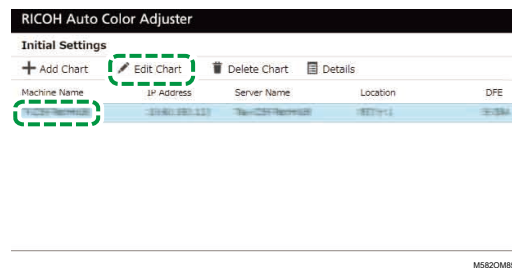 RICOH Auto Color Adjuster
Initial Settings
Add Chart Edit Chart Delete Chart Details
Machine Name IP Address Server Name Location DFE
M582OM8